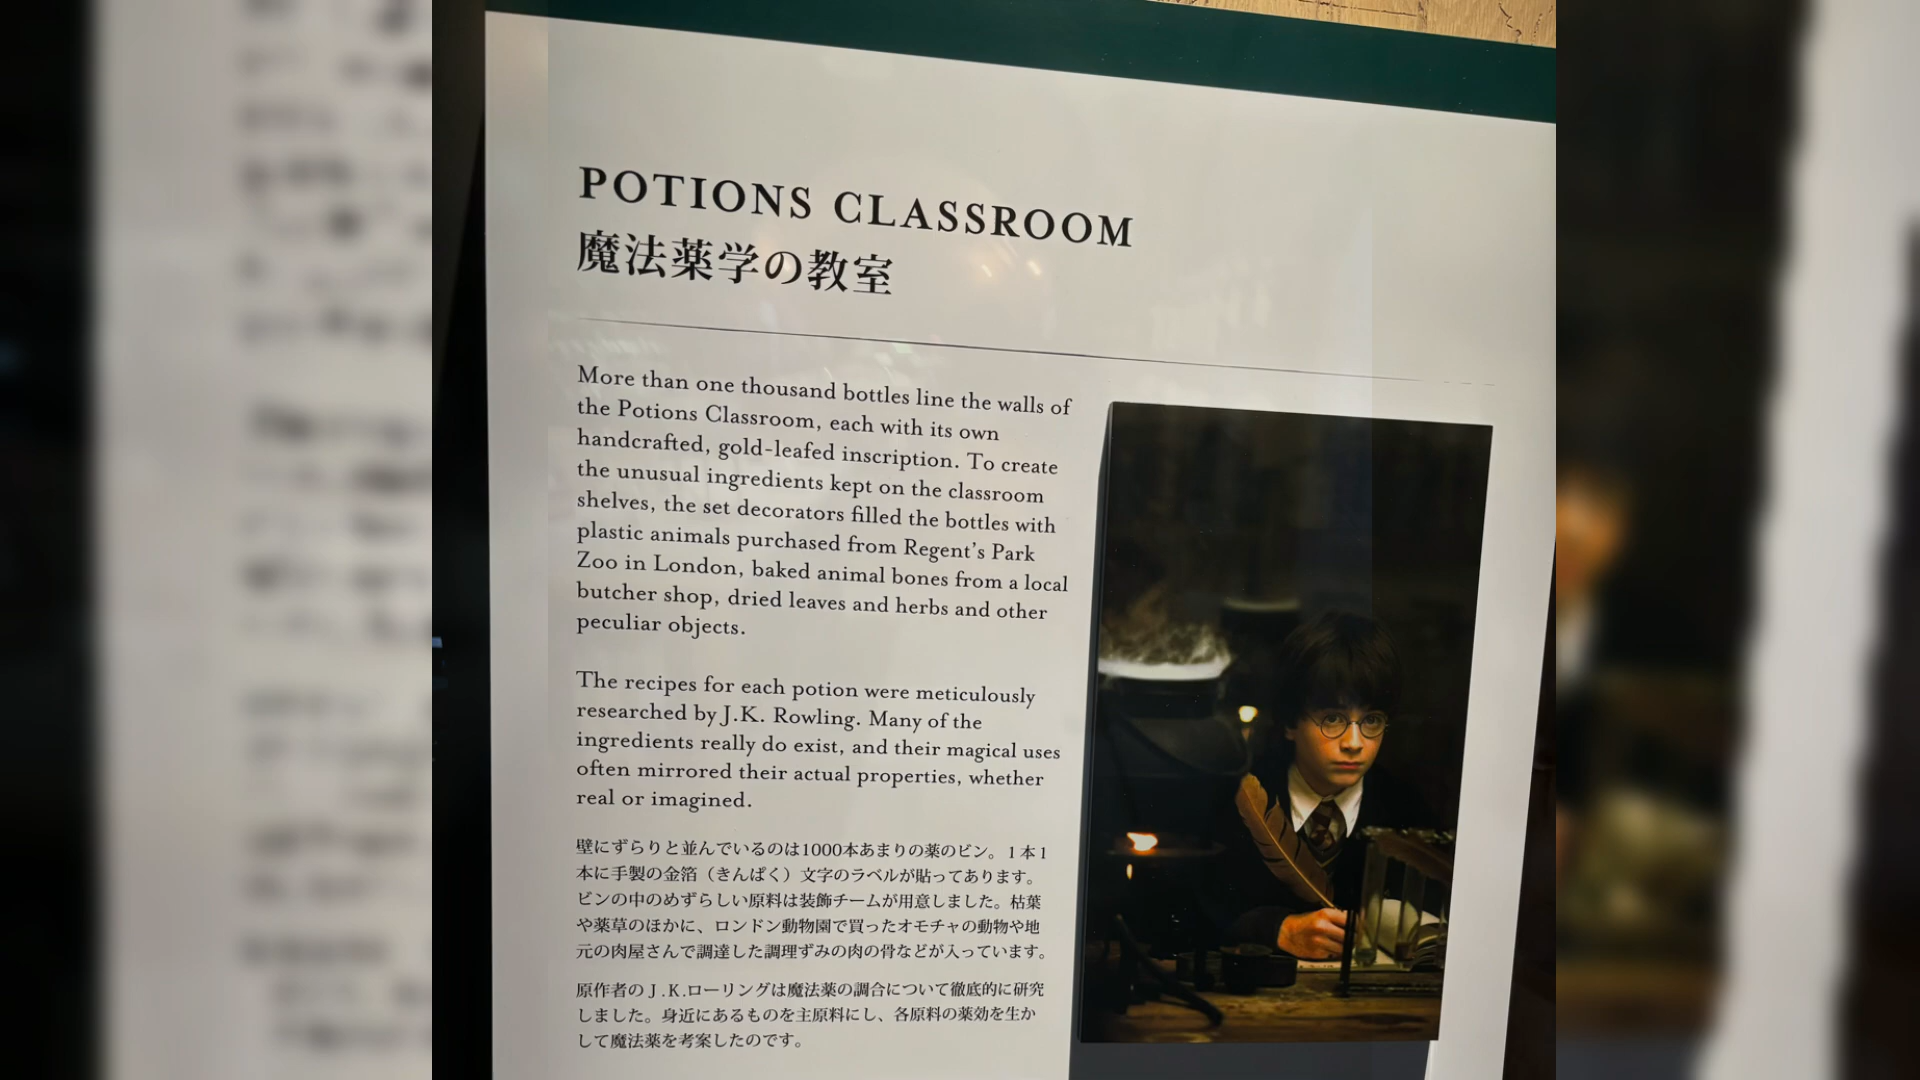 POTIONS CLASSROOM
魔法薬学の教室
More than one thousand bottles line the walls of
the Potions Classroom, each with its own
handcrafted, gold-leafed inscription. To create
the unusual ingredients kept on the classroom
shelves, the set decorators filled the bottles with
plastic animals purchased from Regent's Park
Zoo in London, baked animal bones from a local
butcher shop, dried leaves and herbs and other
peculiar objects.
The recipes for each potion were meticulously
researched by J.K. Rowling. Many of the
ingredients really do exist, and their magical uses
often mirrored their actual properties, whether
real or imagined.
壁にずらりと並んでいるのは1000本あまりの薬のビン。1本1
本に手製の金箔（きんぱく）文字のラベルが貼ってあります。
ビンの中のめずらしい原料は装飾チームが用意しました。枯葉
や薬草のほかに、ロンドン動物園で買ったオモチャの動物や地
元の肉屋さんで調達した調理ずみの肉の骨などが入っています。
原作者のJ.K.ローリングは魔法薬の調合について徹底的に研究
しました。身近にあるものを主原料にし、各原料の薬効を生か
して魔法薬を考案したのです。